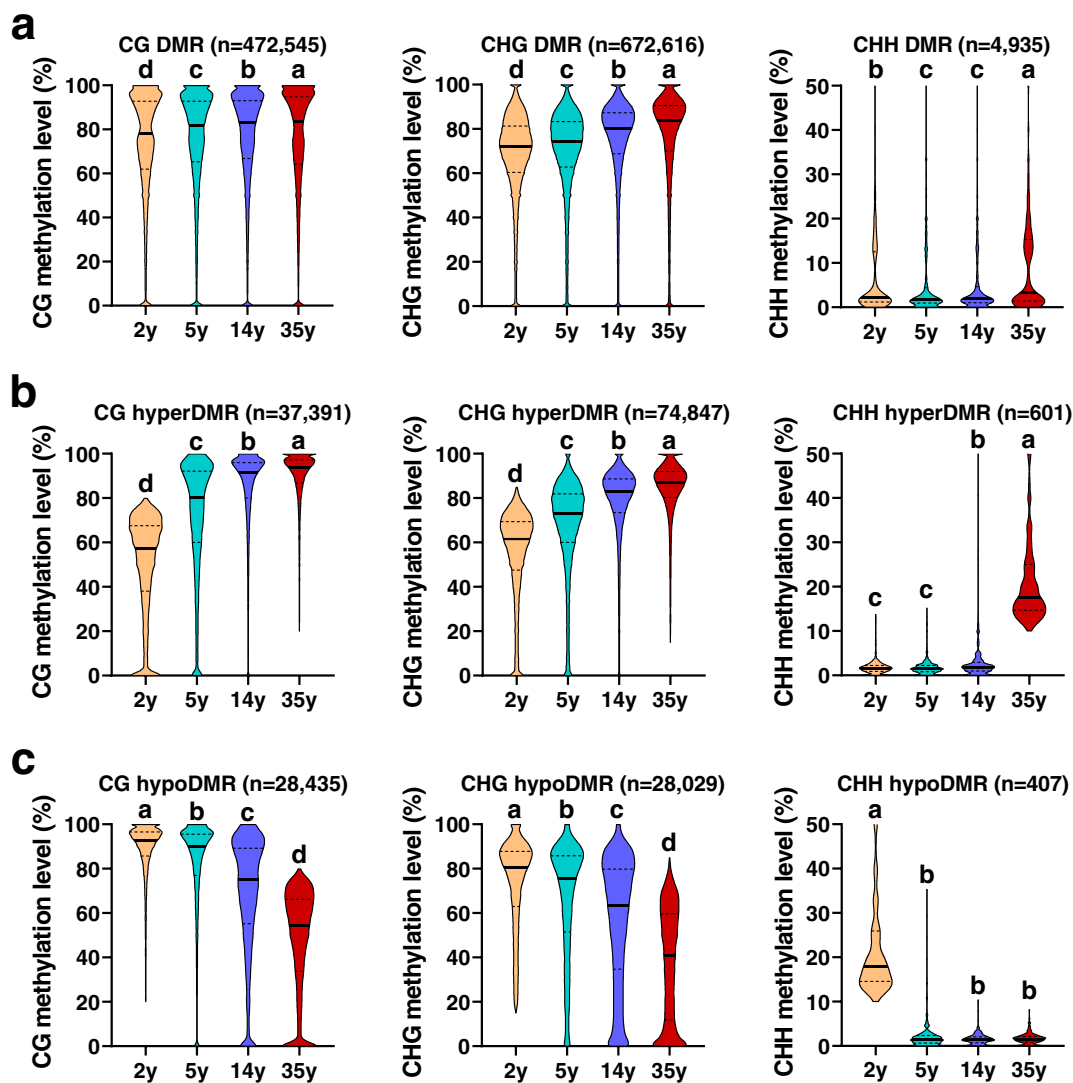 a
CG DMR (n=472,545)
CG methylation level (%)
100
80
60
40
20
0
d c b a
2y 5y 14y 35y
CHG DMR (n=672,616)
CHG methylation level (%)
100
80
60
40
20
0
d c b a
2y 5y 14y 35y
CHH DMR (n=4,935)
CHH methylation level (%)
50
40
30
20
10
0
b c c a
2y 5y 14y 35y
b
CG hyperDMR (n=37,391)
CG methylation level (%)
100
80
60
40
20
0
d c b a
2y 5y 14y 35y
CHG hyperDMR (n=74,847)
CHG methylation level (%)
100
80
60
40
20
0
d c b a
2y 5y 14y 35y
CHH hyperDMR (n=601)
CHH methylation level (%)
50
40
30
20
10
0
c c b a
2y 5y 14y 35y
c
CG hypoDMR (n=28,435)
CG methylation level (%)
100
80
60
40
20
0
a b c d
2y 5y 14y 35y
CHG hypoDMR (n=28,029)
CHG methylation level (%)
100
80
60
40
20
0
a b c d
2y 5y 14y 35y
CHH hypoDMR (n=407)
CHH methylation level (%)
50
40
30
20
10
0
a b b b
2y 5y 14y 35y